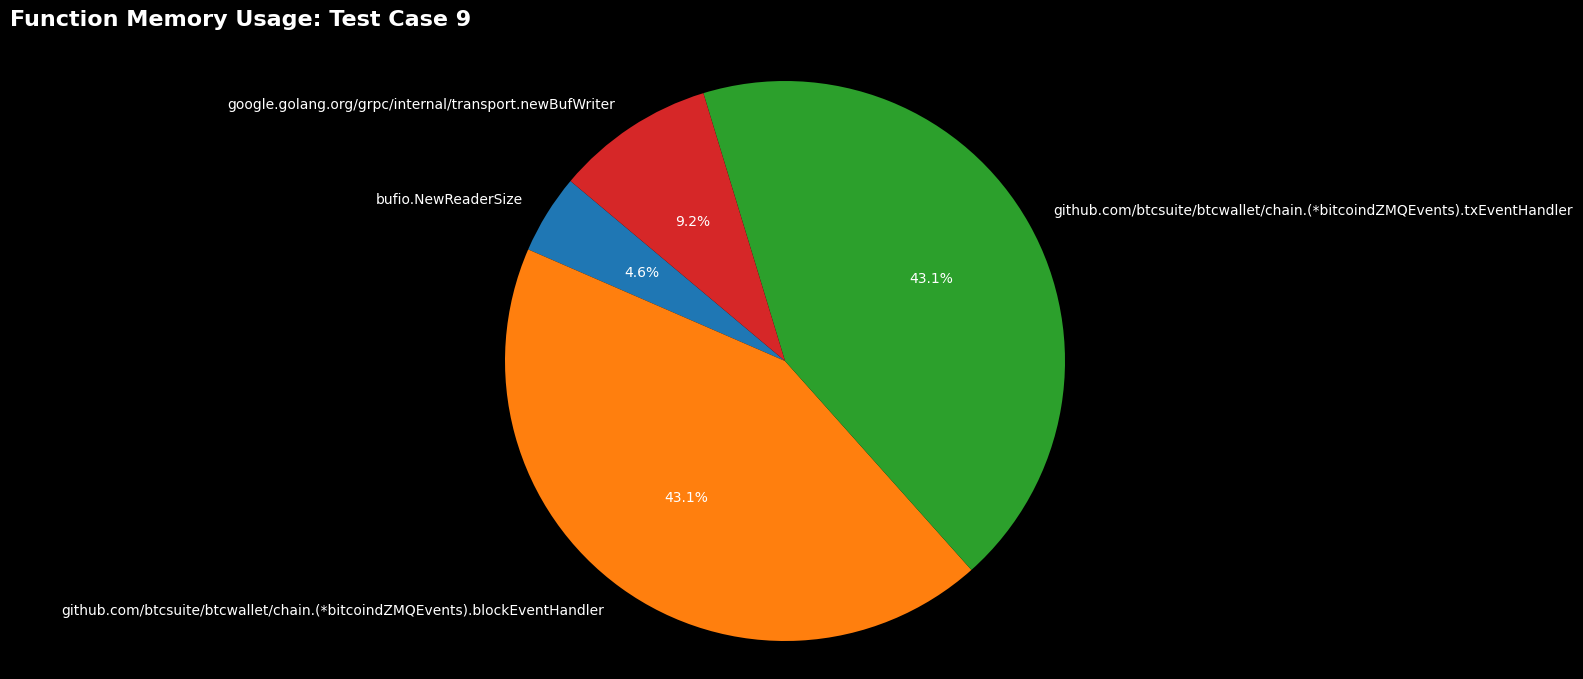 Function Memory Usage: Test Case 9
google.golang.org/grpc/internal/transport.newBufWriter
bufio.NewReaderSize
github.com/btcsuite/btcwallet/chain.(*bitcoindZMQEvents).txEventHandler
9.2%
4.6%
43.1%
43.1%
github.com/btcsuite/btcwallet/chain.(*bitcoindZMQEvents).blockEventHandler